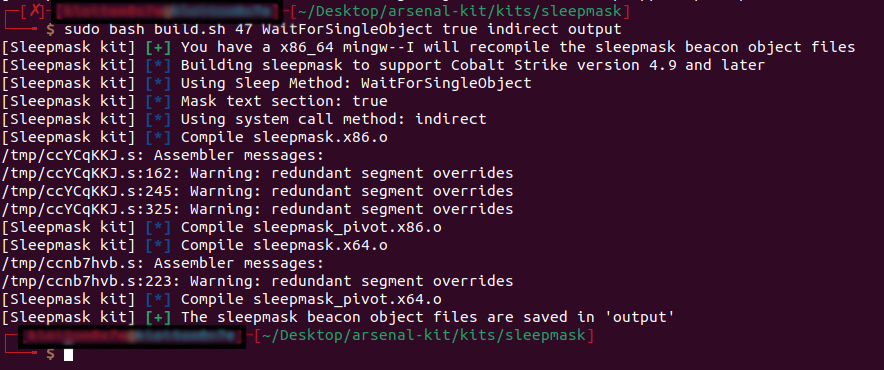 [✗] [~/Desktop/arsenal-kit/kits/sleepmask]
$ sudo bash build.sh 47 WaitForSingleObject true indirect output
[Sleepmask kit] [+] You have a x86_64 mingw--I will recompile the sleepmask beacon object files
[Sleepmask kit] [*] Building sleepmask to support Cobalt Strike version 4.9 and later
[Sleepmask kit] [*] Using Sleep Method: WaitForSingleObject
[Sleepmask kit] [*] Mask text section: true
[Sleepmask kit] [*] Using system call method: indirect
[Sleepmask kit] [*] Compile sleepmask.x86.o
/tmp/ccYCqKKJ.s: Assembler messages:
/tmp/ccYCqKKJ.s:162: Warning: redundant segment overrides
/tmp/ccYCqKKJ.s:245: Warning: redundant segment overrides
/tmp/ccYCqKKJ.s:325: Warning: redundant segment overrides
[Sleepmask kit] [*] Compile sleepmask_pivot.x86.o
[Sleepmask kit] [*] Compile sleepmask.x64.o
/tmp/ccnb7hvb.s: Assembler messages:
/tmp/ccnb7hvb.s:223: Warning: redundant segment overrides
[Sleepmask kit] [*] Compile sleepmask_pivot.x64.o
[Sleepmask kit] [+] The sleepmask beacon object files are saved in 'output'
[~/Desktop/arsenal-kit/kits/sleepmask]
$